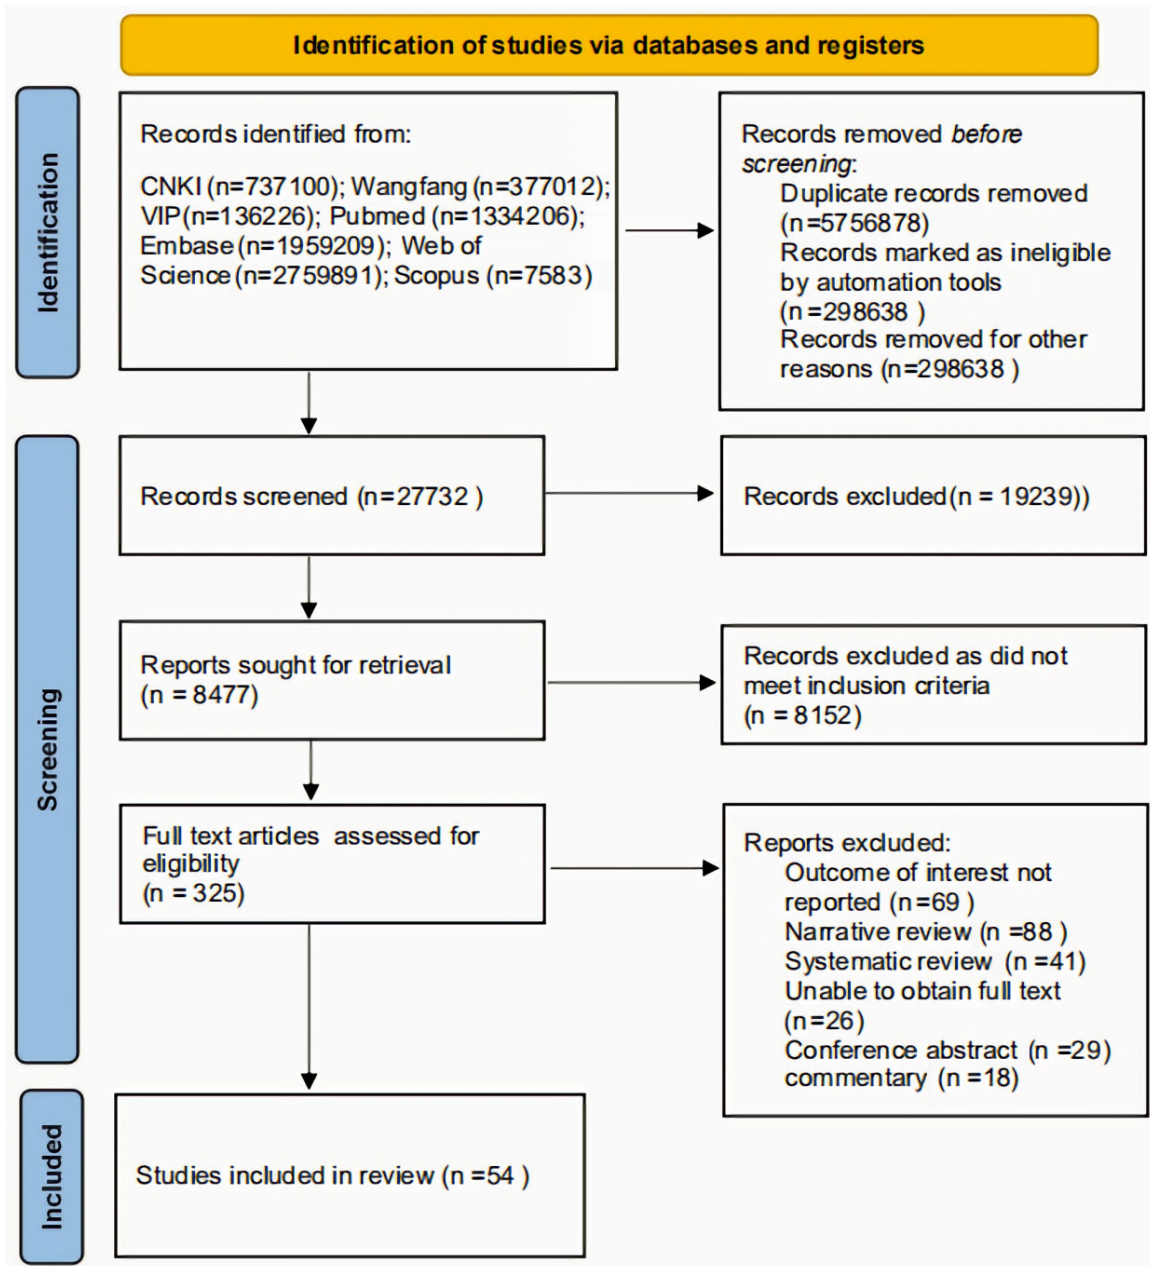 Identification of studies via databases and registers
Identification
Records identified from:
CNKI (n=737100); Wangfang (n=377012);
VIP(n=136226); Pubmed (n=1334206);
Embase (n=1959209); Web of
Science (n=2759891); Scopus (n=7583)
Records removed before
screening:
Duplicate records removed
(n=5756878)
Records marked as ineligible
by automation tools
(n=298638 )
Records removed for other
reasons (n=298638 )
Screening
Records screened (n=27732 )
Records excluded(n = 19239))
Reports sought for retrieval
(n = 8477)
Records excluded as did not
meet inclusion criteria
(n = 8152)
Full text articles assessed for
eligibility
(n = 325)
Reports excluded:
Outcome of interest not
reported (n=69 )
Narrative review (n =88 )
Systematic review (n =41)
Unable to obtain full text
(n=26)
Conference abstract (n =29)
commentary (n =18)
Included
Studies included in review (n =54 )